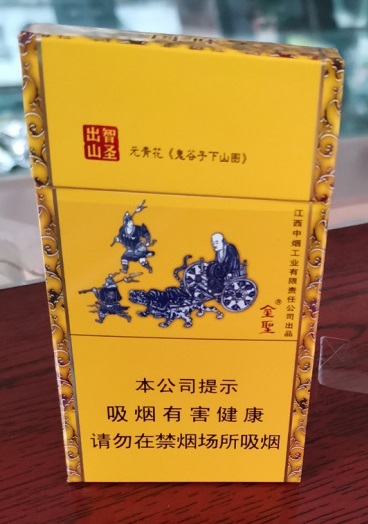 智圣
出山
元青花《鬼谷子下山图》
江西中烟工业有限责任公司出品
金聖®
本公司提示
吸烟有害健康
请勿在禁烟场所吸烟